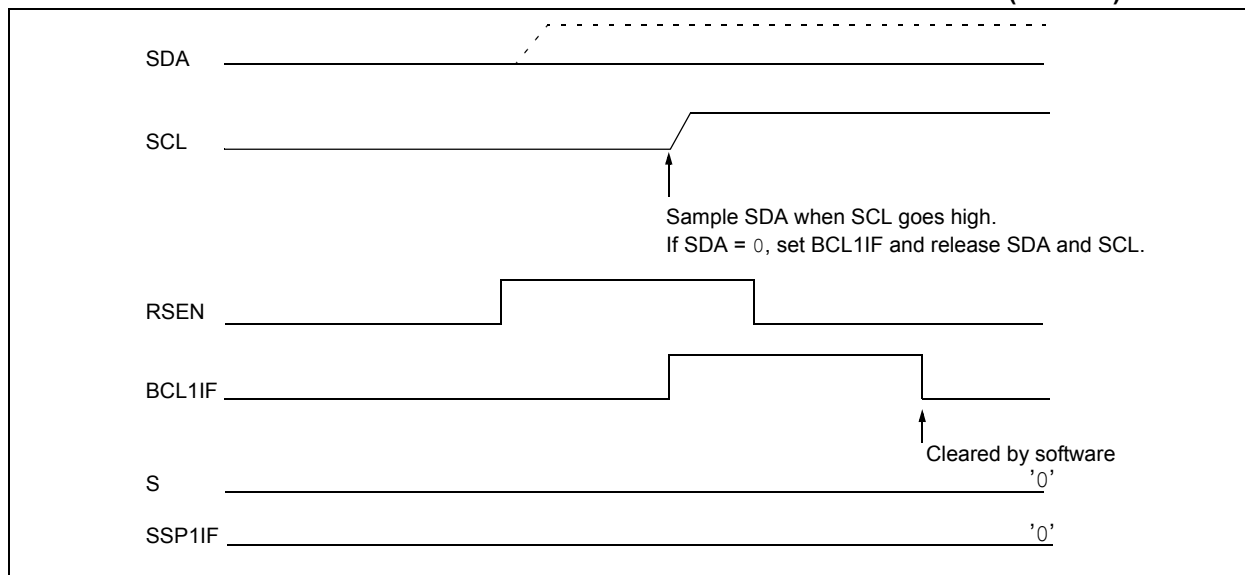 SDA
SCL
Sample SDA when SCL goes high.
If SDA = 0, set BCL1IF and release SDA and SCL.
RSEN
BCL1IF
Cleared by software
S
'0'
SSP1IF
'0'